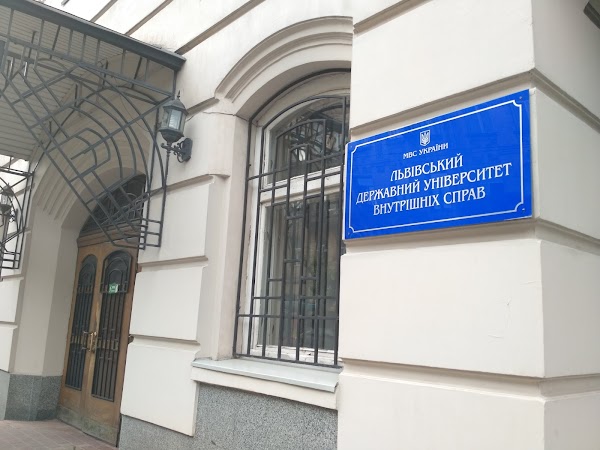 МВС УКРАЇНИ
ЛЬВІВСЬКИЙ
ДЕРЖАВНИЙ УНІВЕРСИТЕТ
ВНУТРІШНІХ СПРАВ